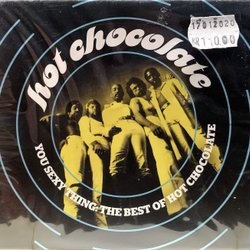 hot chocolate
YOU SEXY THING: THE BEST OF HOT CHOCOLATE